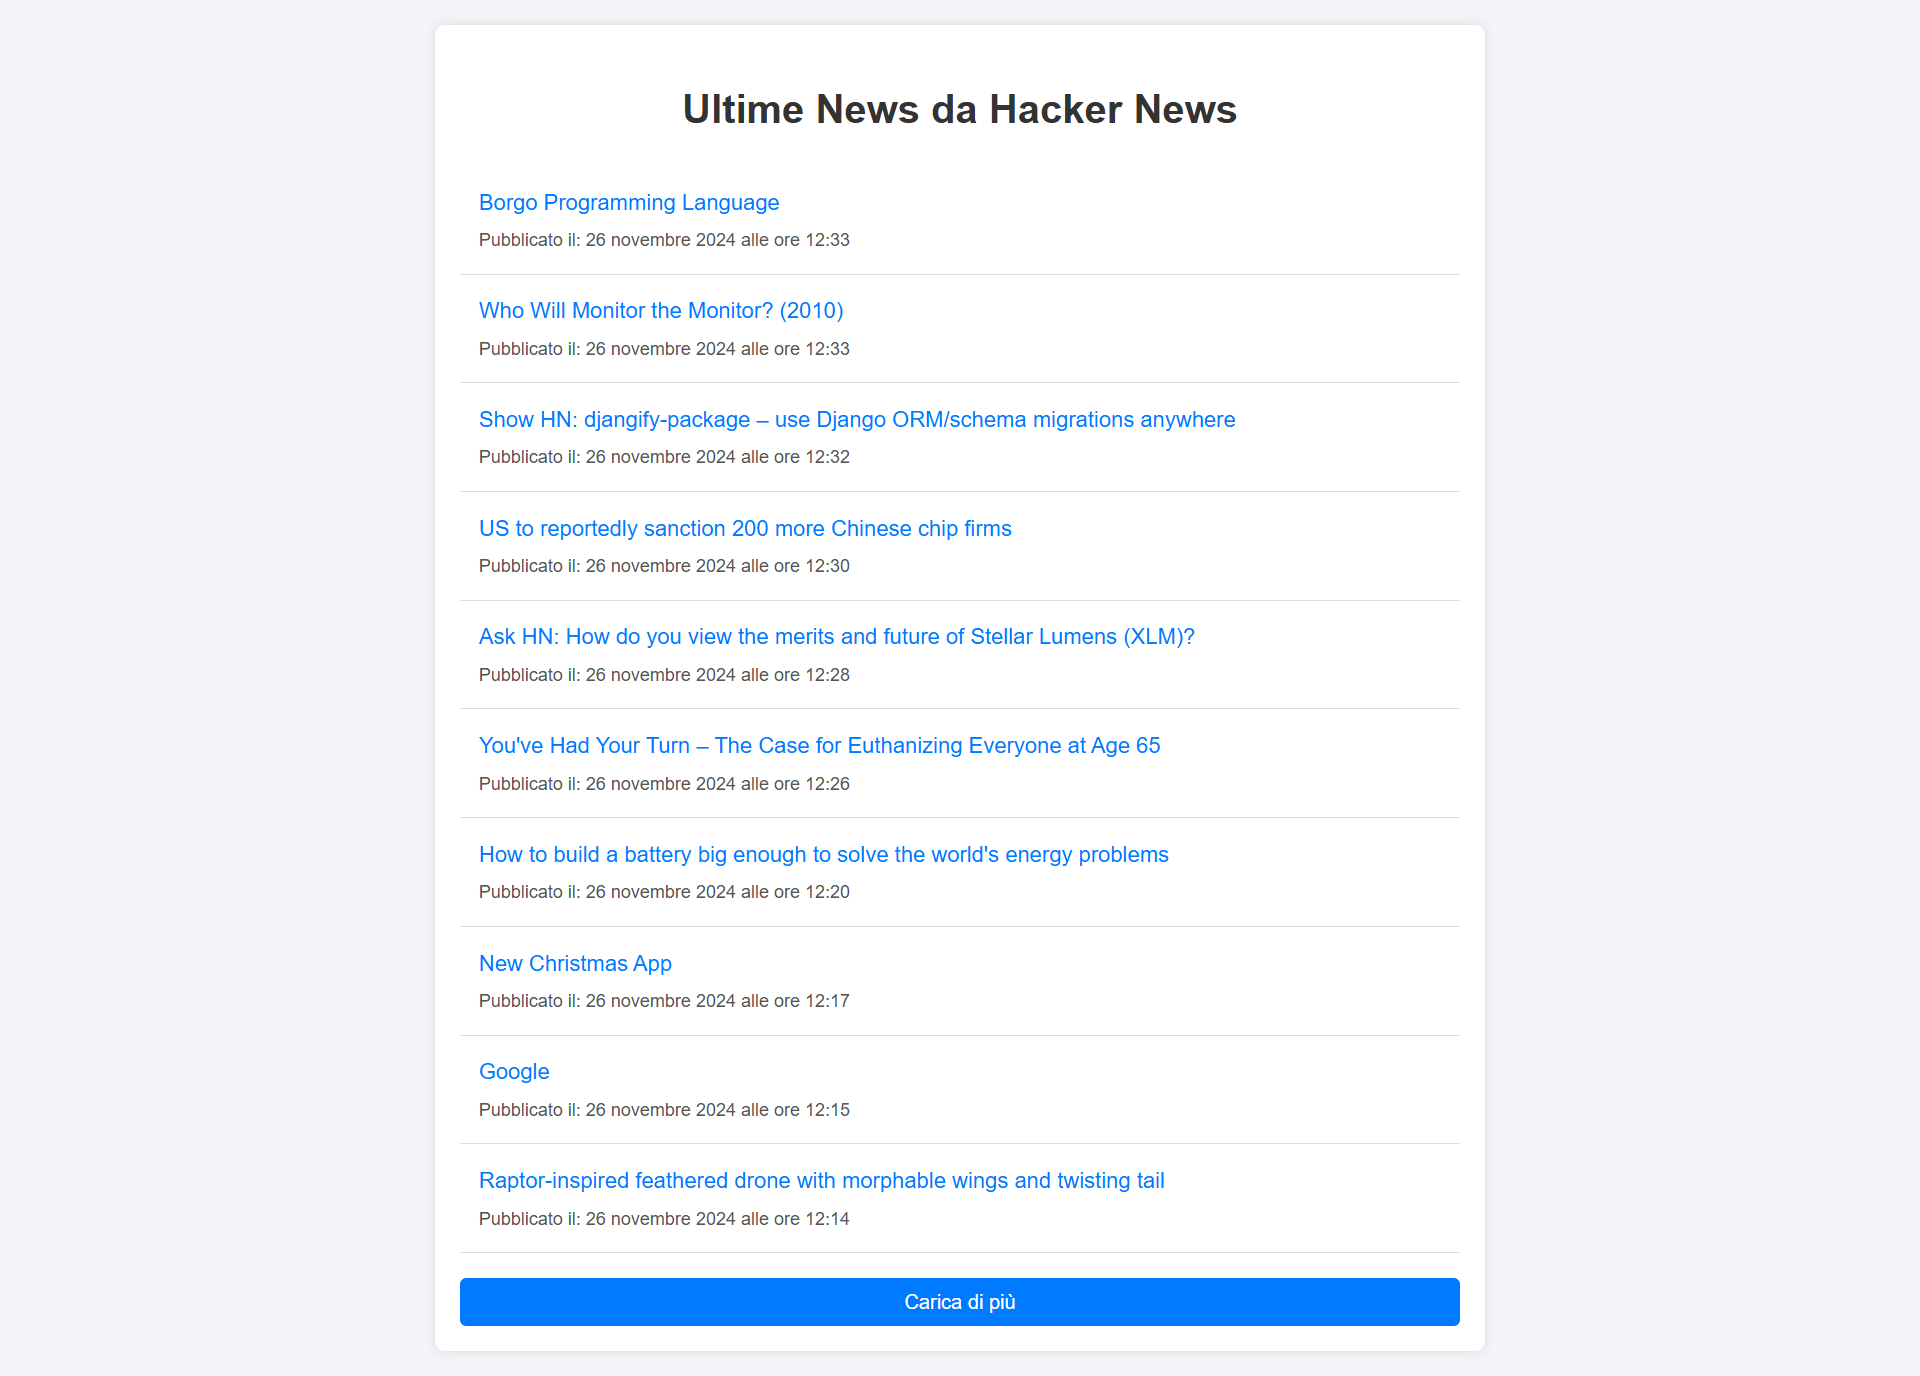 Ultime News da Hacker News
Borgo Programming Language
Pubblicato il: 26 novembre 2024 alle ore 12:33
Who Will Monitor the Monitor? (2010)
Pubblicato il: 26 novembre 2024 alle ore 12:33
Show HN: djangify-package – use Django ORM/schema migrations anywhere
Pubblicato il: 26 novembre 2024 alle ore 12:32
US to reportedly sanction 200 more Chinese chip firms
Pubblicato il: 26 novembre 2024 alle ore 12:30
Ask HN: How do you view the merits and future of Stellar Lumens (XLM)?
Pubblicato il: 26 novembre 2024 alle ore 12:28
You've Had Your Turn – The Case for Euthanizing Everyone at Age 65
Pubblicato il: 26 novembre 2024 alle ore 12:26
How to build a battery big enough to solve the world's energy problems
Pubblicato il: 26 novembre 2024 alle ore 12:20
New Christmas App
Pubblicato il: 26 novembre 2024 alle ore 12:17
Google
Pubblicato il: 26 novembre 2024 alle ore 12:15
Raptor-inspired feathered drone with morphable wings and twisting tail
Pubblicato il: 26 novembre 2024 alle ore 12:14
Carica di più